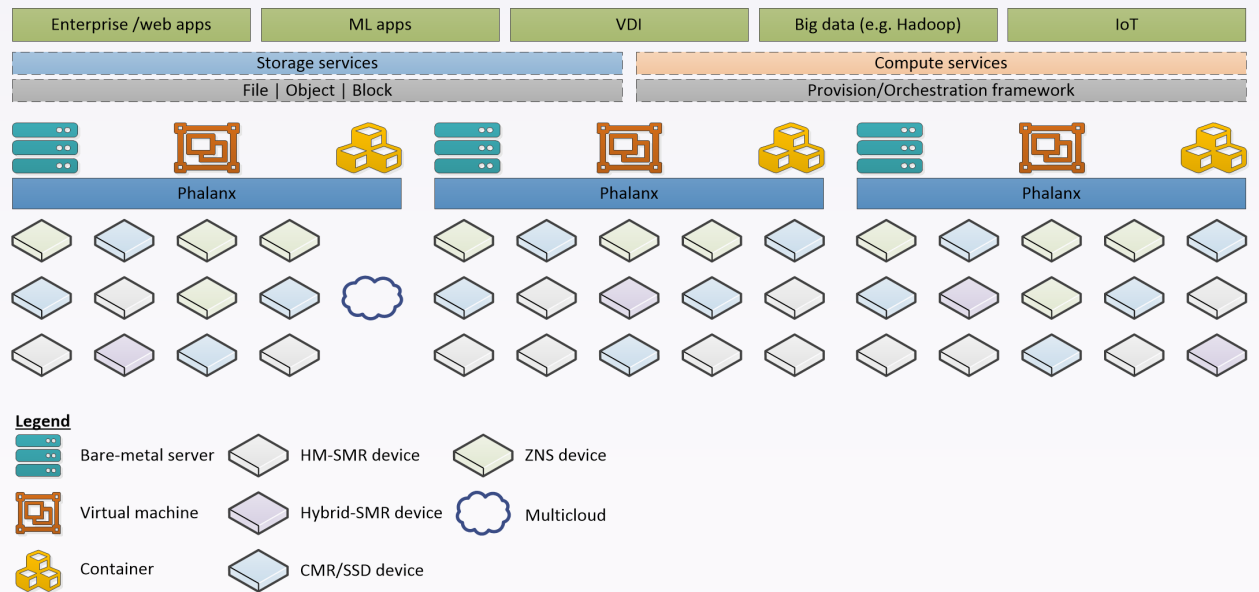 Enterprise /web apps
ML apps
VDI
Big data (e.g. Hadoop)
IoT
Storage services
Compute services
File | Object | Block
Provision/Orchestration framework
Phalanx
Phalanx
Phalanx
Legend
Bare-metal server
HM-SMR device
ZNS device
Virtual machine
Hybrid-SMR device
Multicloud
Container
CMR/SSD device